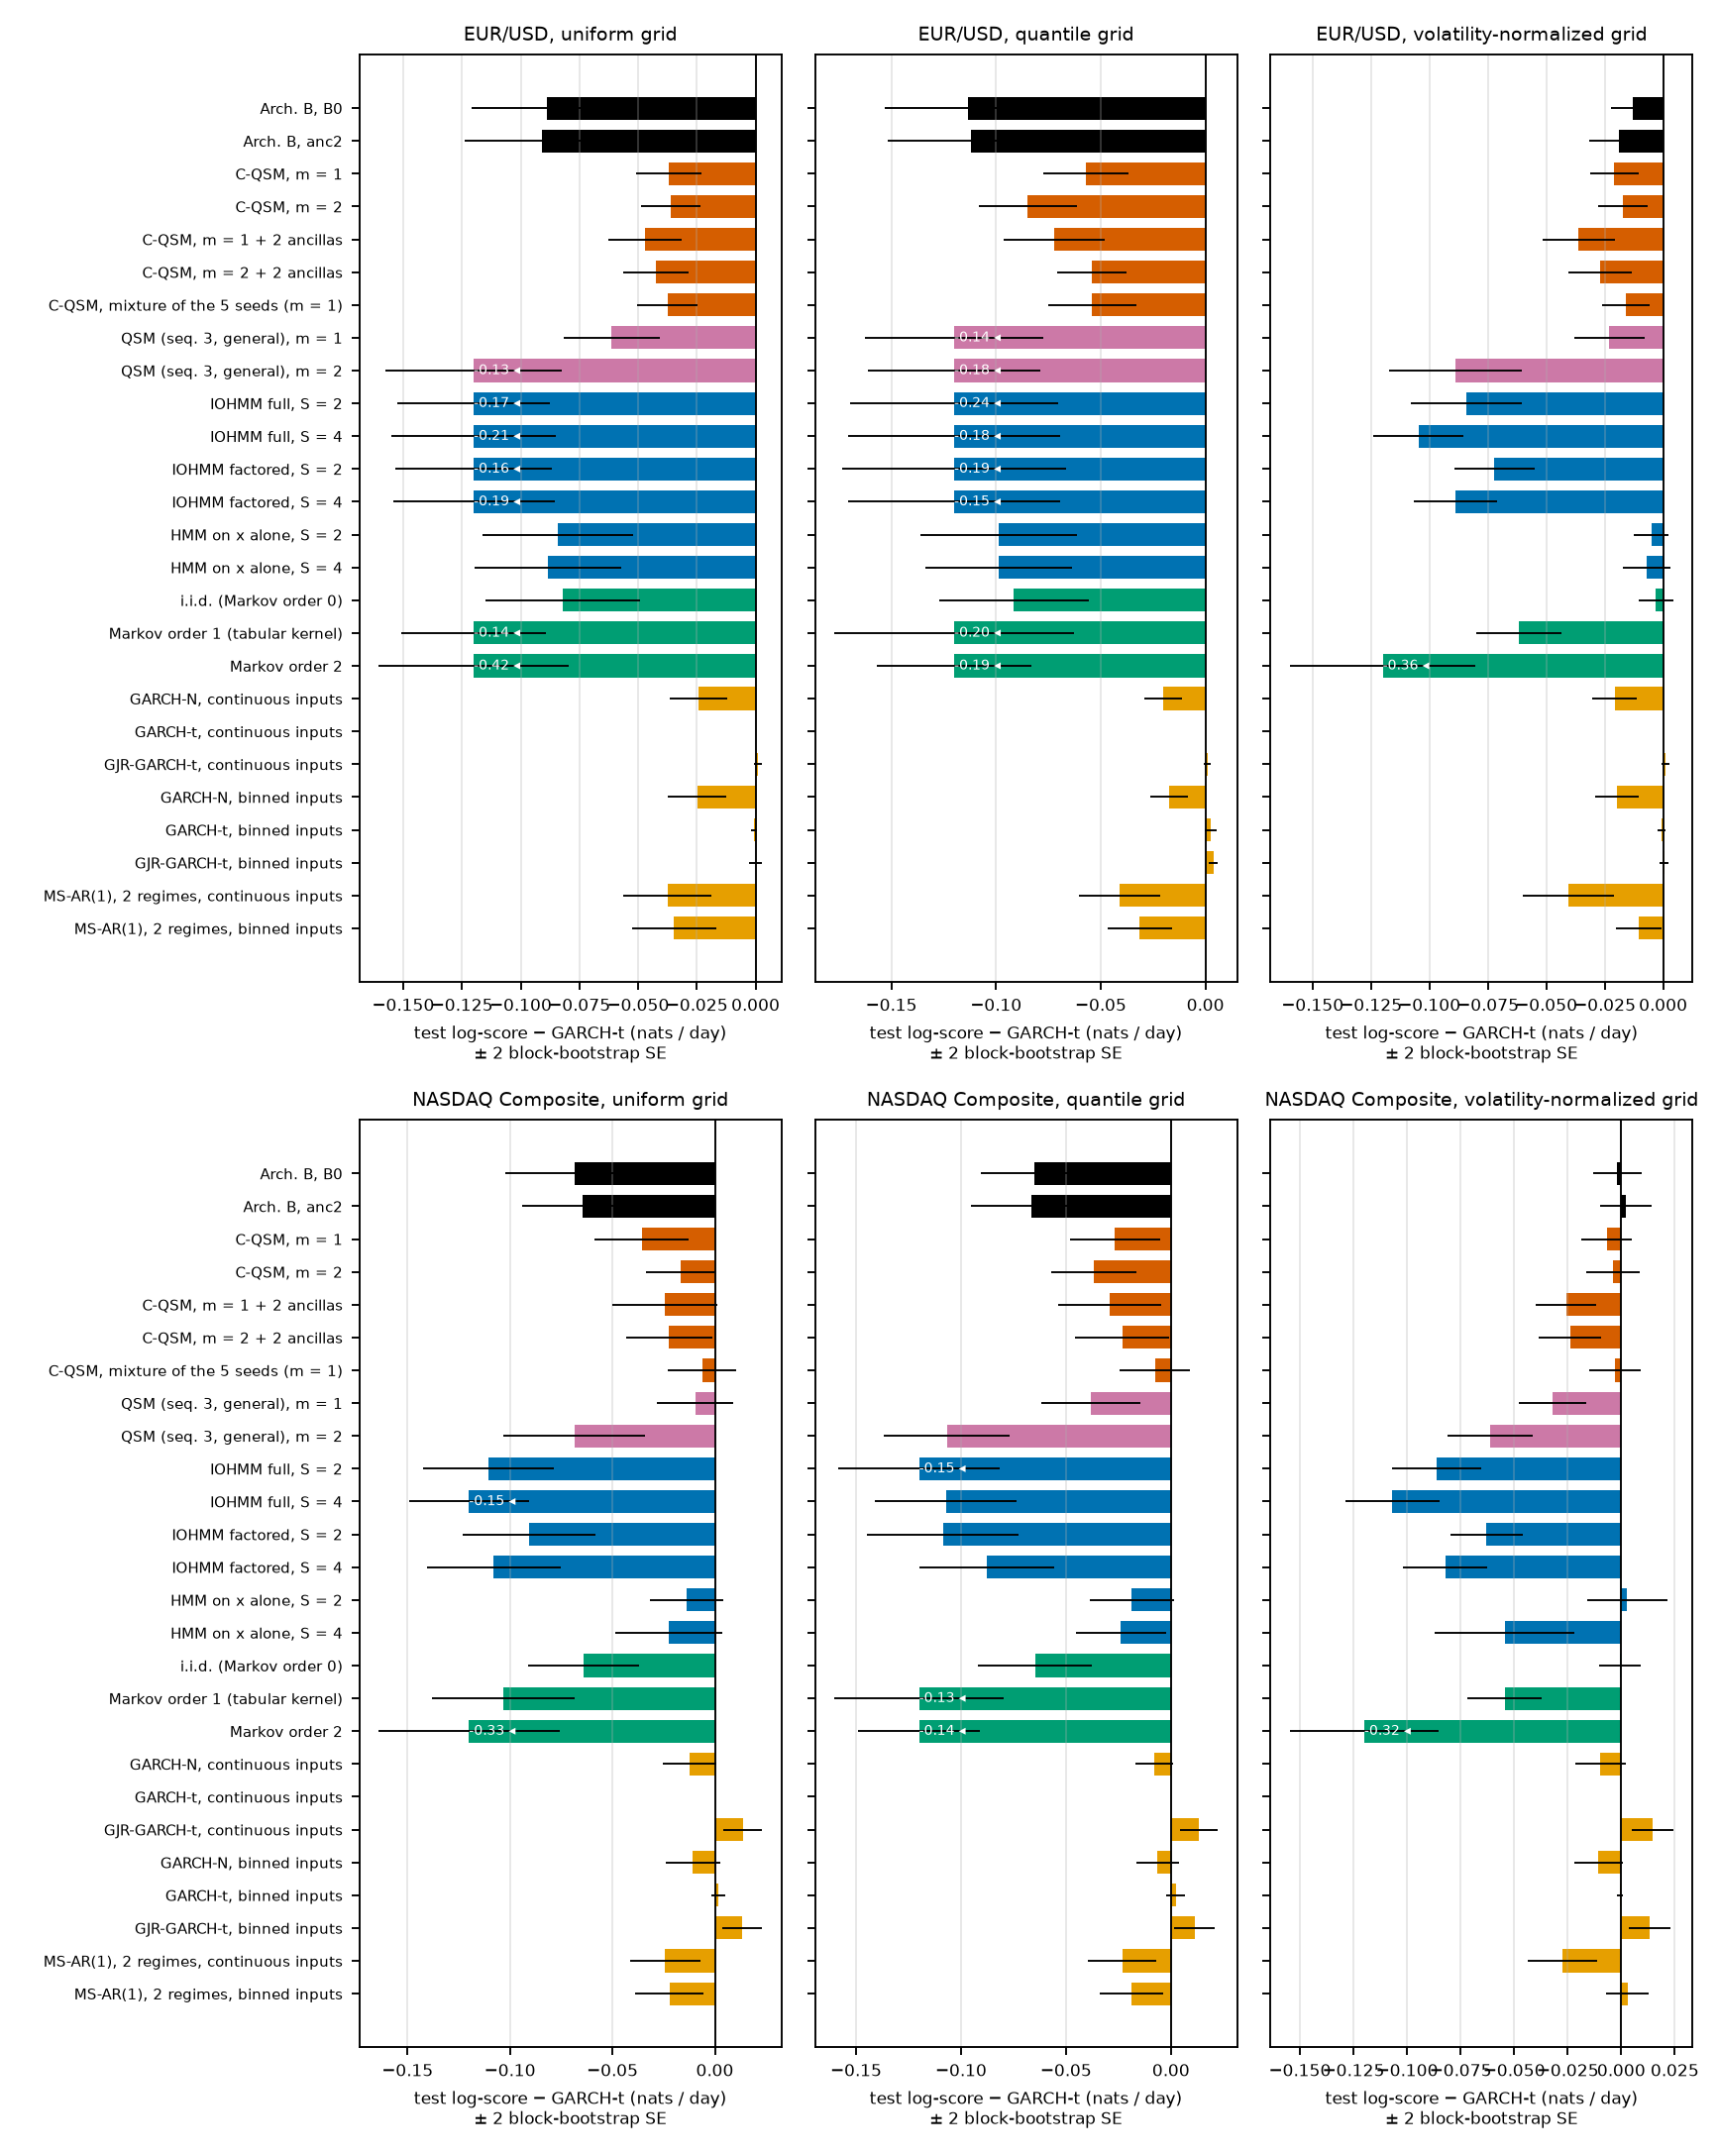 EUR/USD, uniform grid
EUR/USD, quantile grid
EUR/USD, volatility-normalized grid
Arch. B, B0
Arch. B, anc2
C-QSM, m = 1
C-QSM, m = 2
C-QSM, m = 1 + 2 ancillas
C-QSM, m = 2 + 2 ancillas
C-QSM, mixture of the 5 seeds (m = 1)
QSM (seq. 3, general), m = 1
-0.14 ◂
QSM (seq. 3, general), m = 2
-0.13 ◂
-0.18 ◂
IOHMM full, S = 2
-0.17 ◂
-0.24 ◂
IOHMM full, S = 4
-0.21 ◂
-0.18 ◂
IOHMM factored, S = 2
-0.16 ◂
-0.19 ◂
IOHMM factored, S = 4
-0.19 ◂
-0.15 ◂
HMM on x alone, S = 2
HMM on x alone, S = 4
i.i.d. (Markov order 0)
Markov order 1 (tabular kernel)
-0.14 ◂
-0.20 ◂
Markov order 2
-0.42 ◂
-0.19 ◂
-0.36 ◂
GARCH-N, continuous inputs
GARCH-t, continuous inputs
GJR-GARCH-t, continuous inputs
GARCH-N, binned inputs
GARCH-t, binned inputs
GJR-GARCH-t, binned inputs
MS-AR(1), 2 regimes, continuous inputs
MS-AR(1), 2 regimes, binned inputs
−0.150 −0.125 −0.100 −0.075 −0.050 −0.025 0.000
−0.15 −0.10 −0.05 0.00
−0.150 −0.125 −0.100 −0.075 −0.050 −0.025 0.000
test log-score − GARCH-t (nats / day)
± 2 block-bootstrap SE
test log-score − GARCH-t (nats / day)
± 2 block-bootstrap SE
test log-score − GARCH-t (nats / day)
± 2 block-bootstrap SE
NASDAQ Composite, uniform grid
NASDAQ Composite, quantile grid
NASDAQ Composite, volatility-normalized grid
Arch. B, B0
Arch. B, anc2
C-QSM, m = 1
C-QSM, m = 2
C-QSM, m = 1 + 2 ancillas
C-QSM, m = 2 + 2 ancillas
C-QSM, mixture of the 5 seeds (m = 1)
QSM (seq. 3, general), m = 1
QSM (seq. 3, general), m = 2
IOHMM full, S = 2
-0.15 ◂
IOHMM full, S = 4
-0.15 ◂
IOHMM factored, S = 2
IOHMM factored, S = 4
HMM on x alone, S = 2
HMM on x alone, S = 4
i.i.d. (Markov order 0)
Markov order 1 (tabular kernel)
-0.13 ◂
Markov order 2
-0.33 ◂
-0.14 ◂
-0.32 ◂
GARCH-N, continuous inputs
GARCH-t, continuous inputs
GJR-GARCH-t, continuous inputs
GARCH-N, binned inputs
GARCH-t, binned inputs
GJR-GARCH-t, binned inputs
MS-AR(1), 2 regimes, continuous inputs
MS-AR(1), 2 regimes, binned inputs
−0.15 −0.10 −0.05 0.00
−0.15 −0.10 −0.05 0.00
−0.150 −0.125 −0.100 −0.075 −0.050 −0.025 0.000 0.025
test log-score − GARCH-t (nats / day)
± 2 block-bootstrap SE
test log-score − GARCH-t (nats / day)
± 2 block-bootstrap SE
test log-score − GARCH-t (nats / day)
± 2 block-bootstrap SE